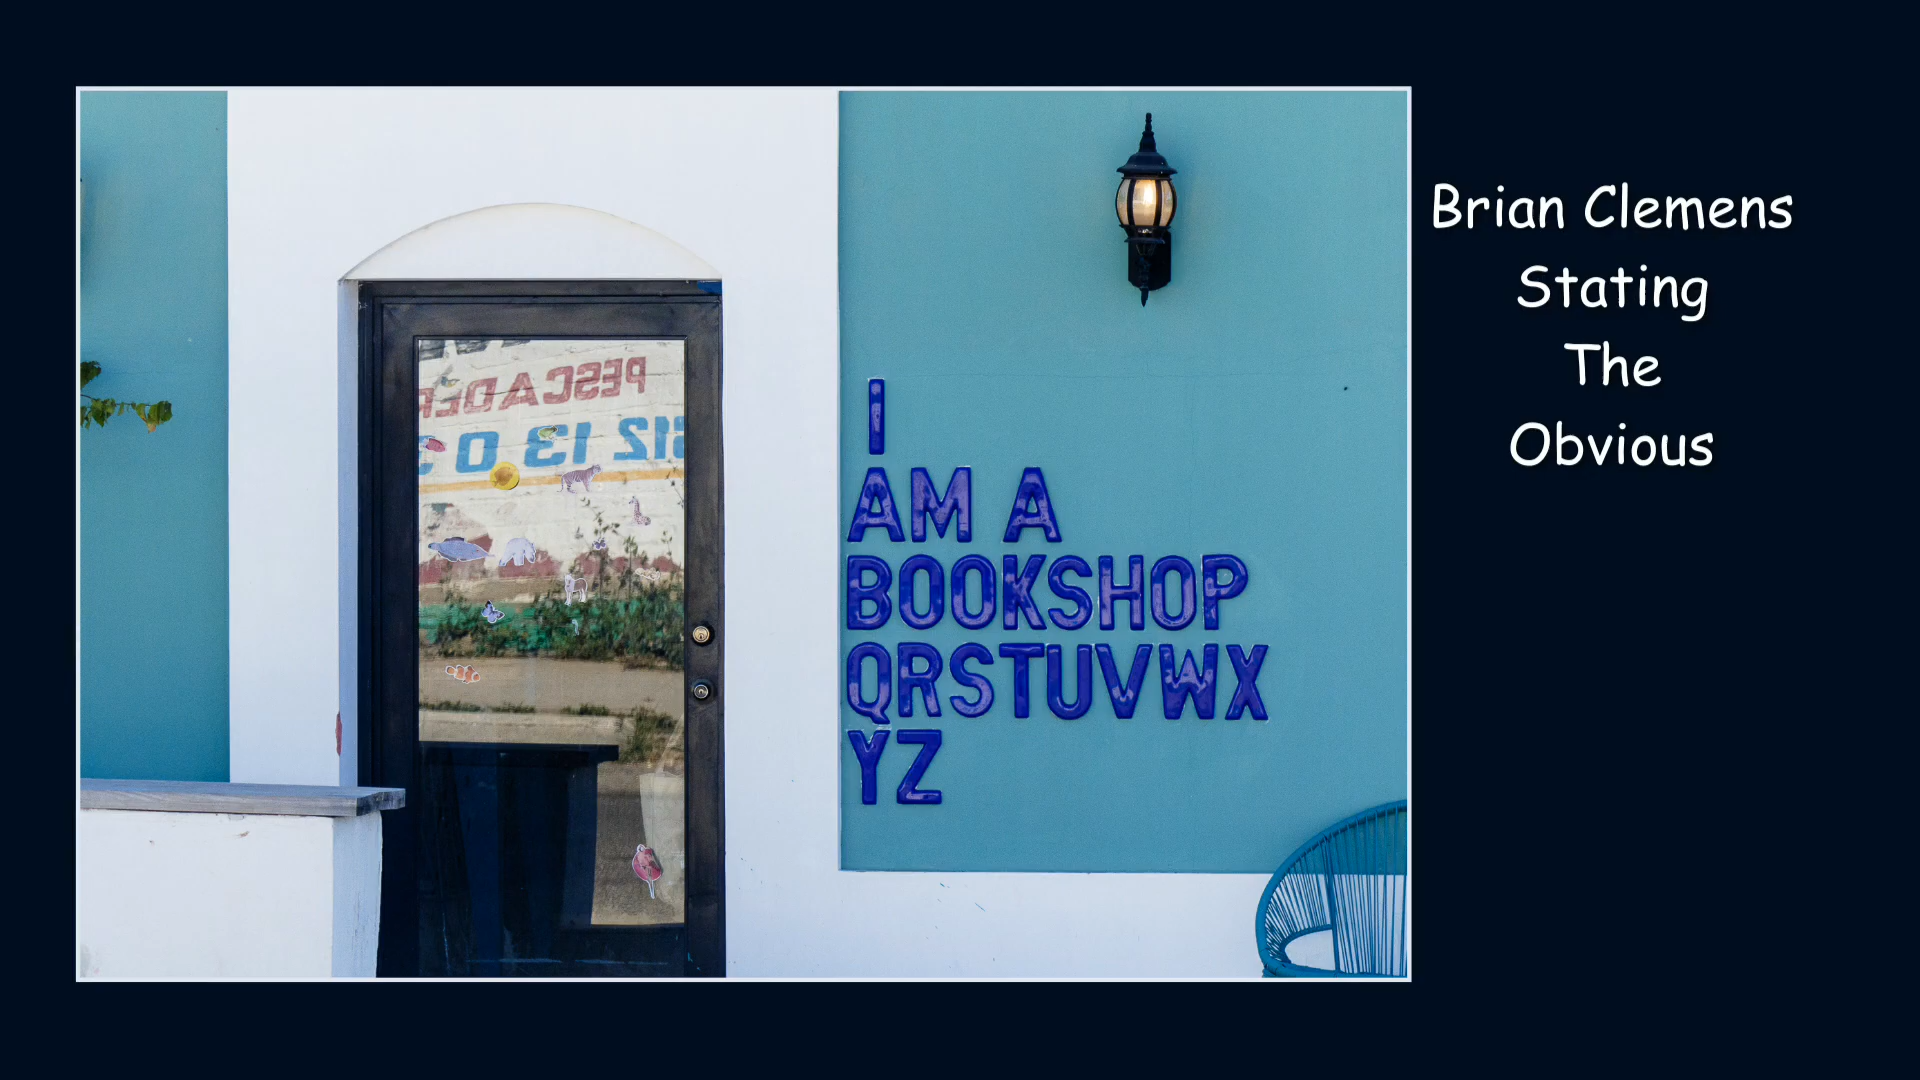 Brian Clemens
Stating
The
Obvious
I
AM A
BOOKSHOP
QRSTUVWX
YZ